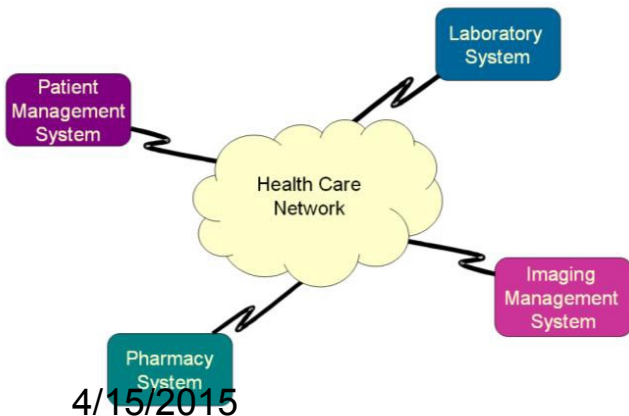 Laboratory
System
Patient
Management
System
Health Care
Network
Imaging
Management
System
Pharmacy
System
4/15/2015